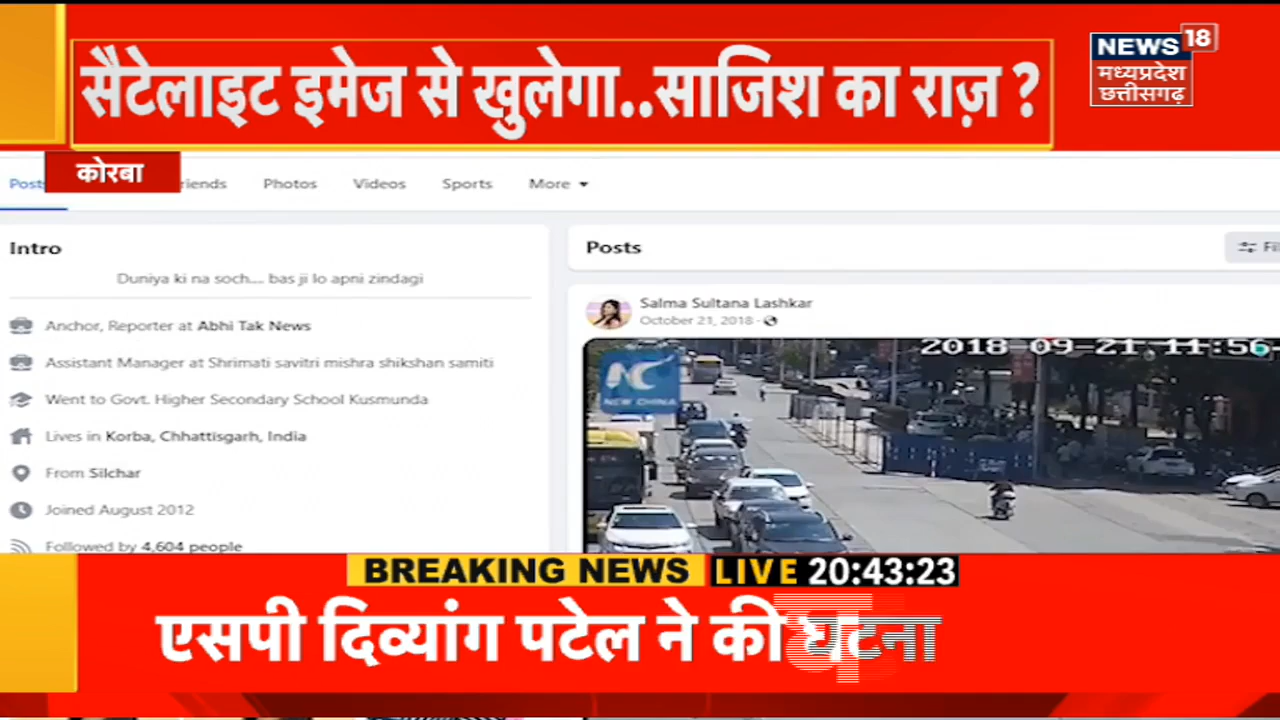 सैटेलाइट इमेज से खुलेगा..साजिश का राज़ ?
NEWS 18
मध्यप्रदेश
छत्तीसगढ़
कोरबा
Posts
Photos
Videos
Sports
More
Intro
Duniya ki na soch.... bas ji lo apni zindagi
Anchor, Reporter at Abhi Tak News
Assistant Manager at Shrimati savitri mishra shikshan samiti
Went to Govt. Higher Secondary School Kusmunda
Lives in Korba, Chhattisgarh, India
From Silchar
Joined August 2012
Followed by 4,604 people
Posts
Salma Sultana Lashkar
October 21, 2018
2018-09-21 11:56
NC
NEW CHINA
BREAKING NEWS LIVE 20:43:23
एसपी दिव्यांग पटेल ने की घटना